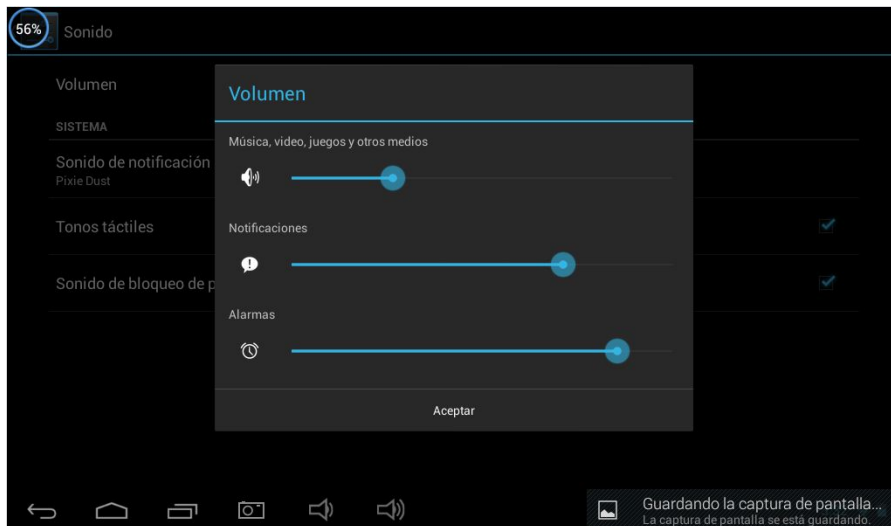 56%
Sonido
Volumen
SISTEMA
Sonido de notificación
Pixie Dust
Tonos táctiles
Sonido de bloqueo de p
Volumen
Música, video, juegos y otros medios
Notificaciones
Alarmas
Aceptar
Guardando la captura de pantalla...
La captura de pantalla se está guardando.